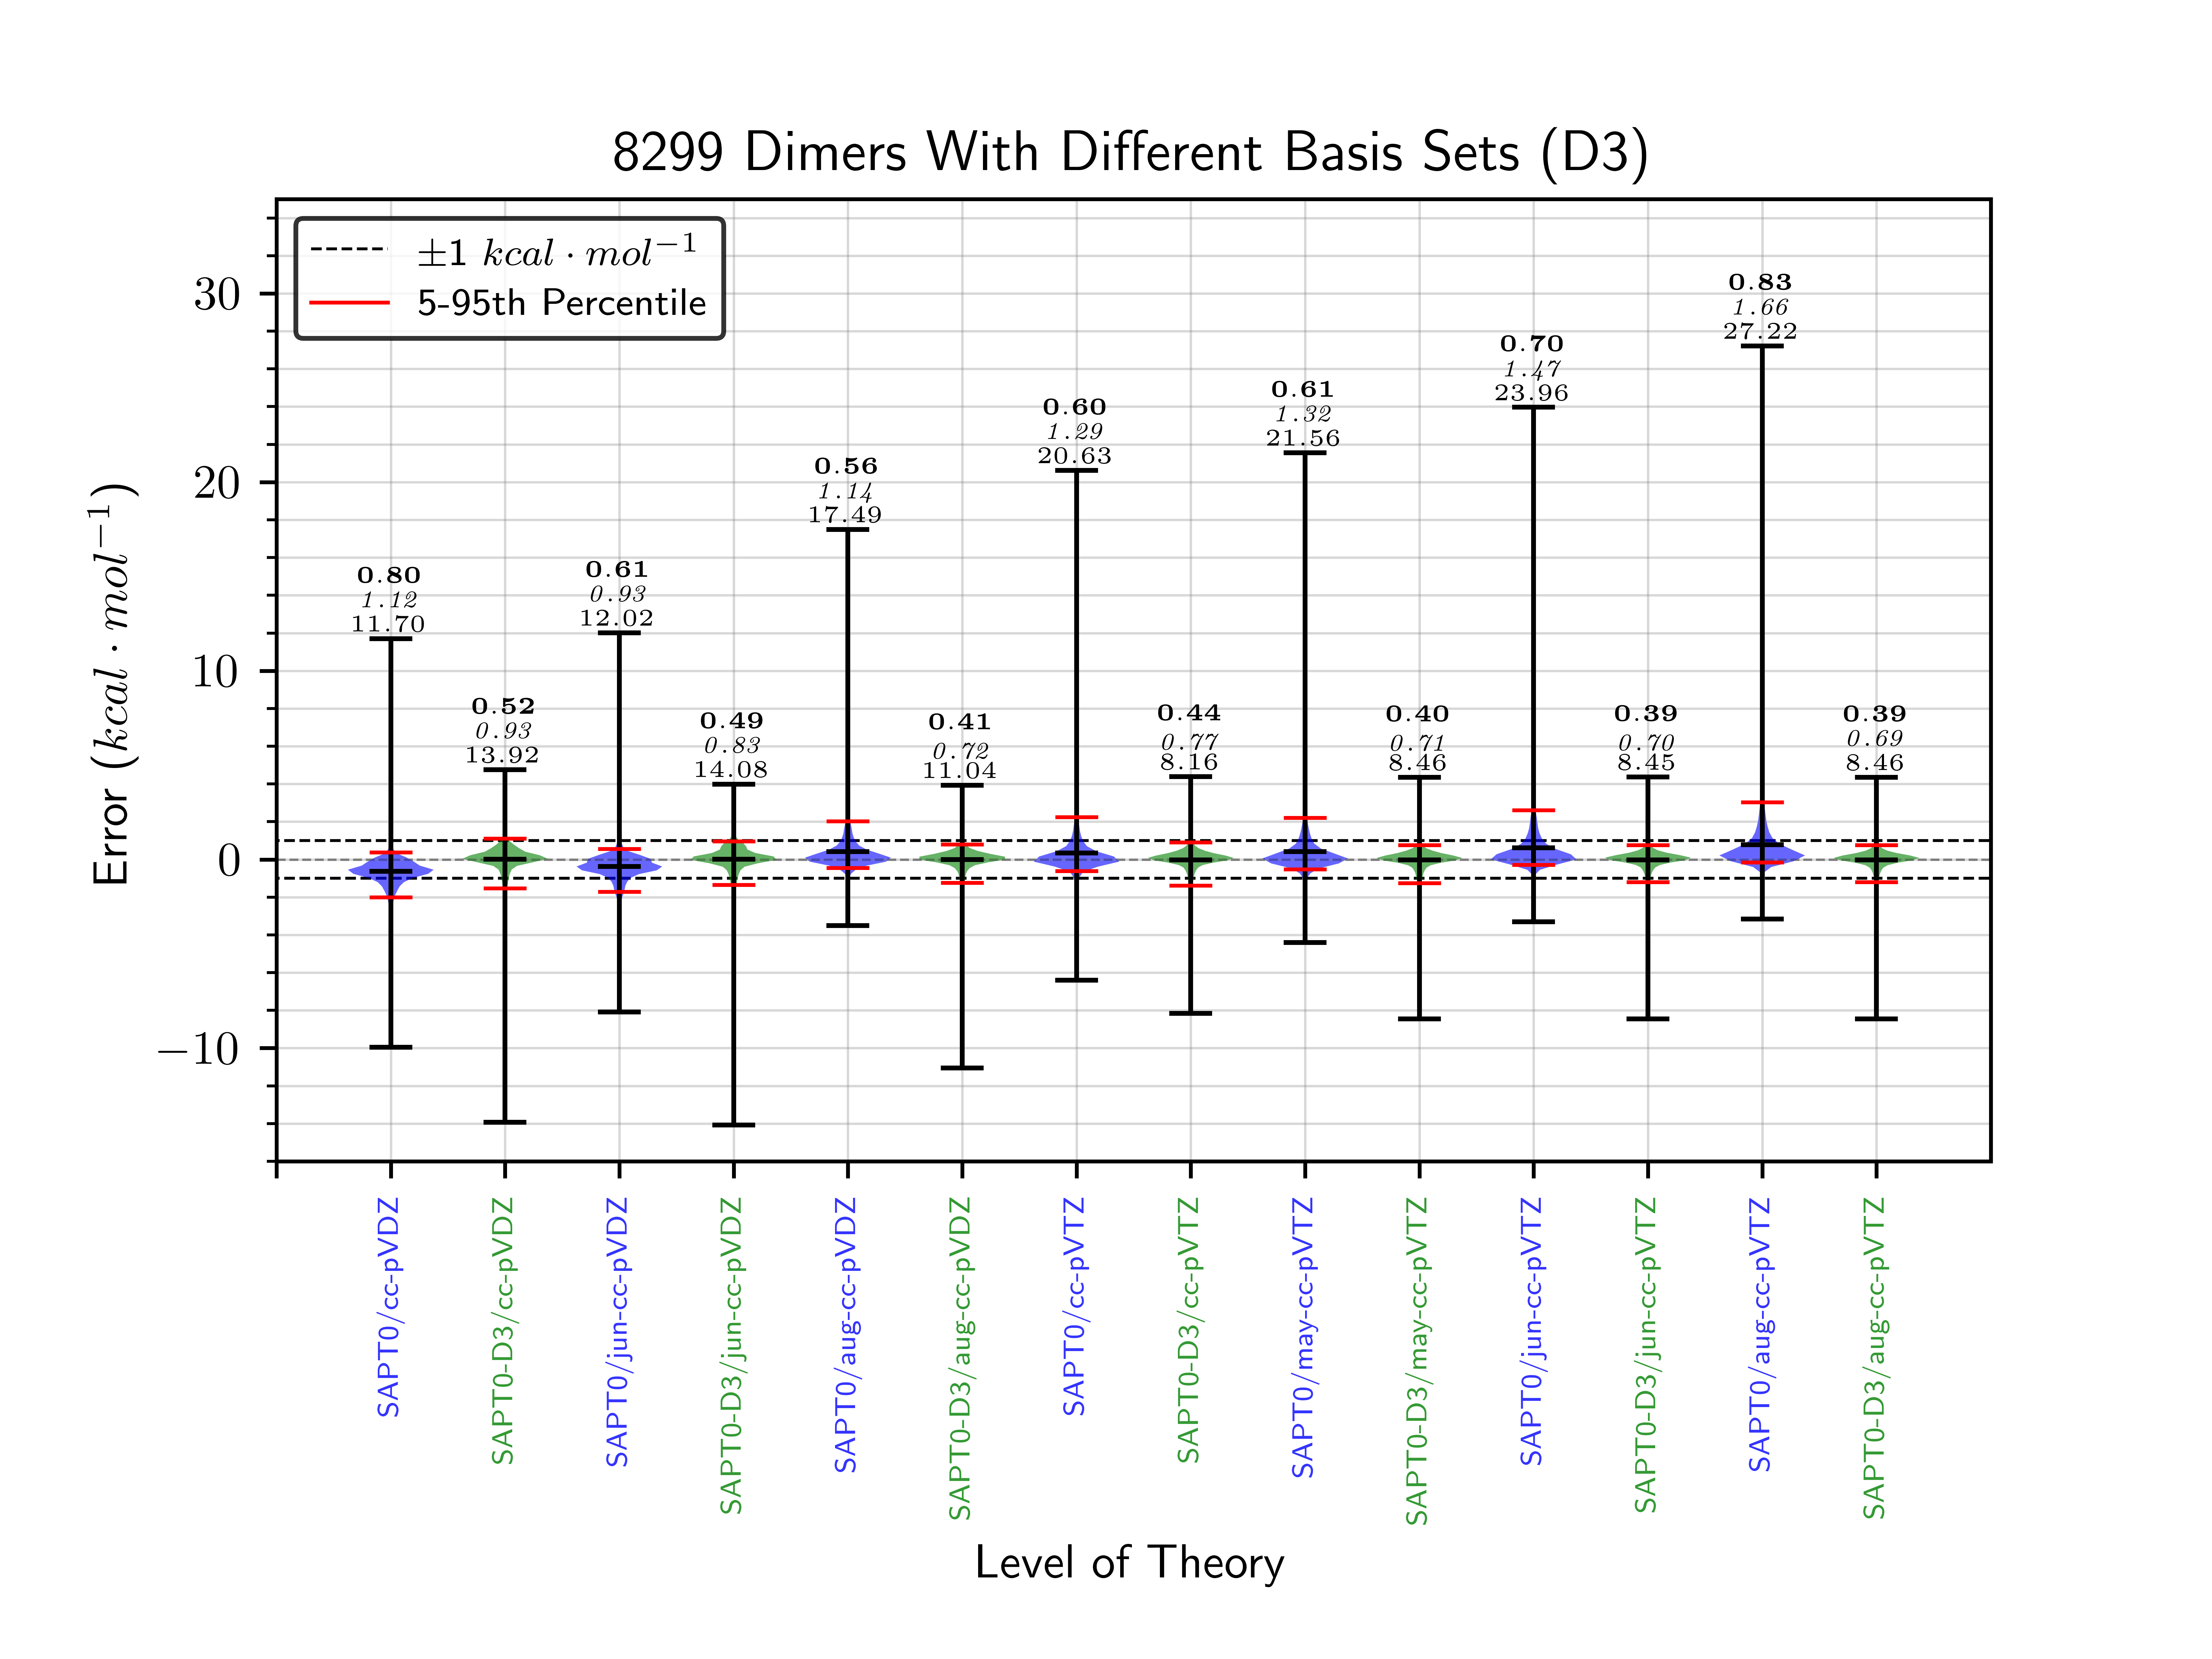 8299 Dimers With Different Basis Sets (D3)
±1 kcal · mol⁻¹
5-95th Percentile
Error (kcal · mol⁻¹)
30
20
10
0
−10
0.80
1.12
11.70
0.52
0.93
13.92
0.61
0.93
12.02
0.49
0.83
14.08
0.56
1.14
17.49
0.41
0.72
11.04
0.60
1.29
20.63
0.44
0.77
8.16
0.61
1.32
21.56
0.40
0.71
8.46
0.70
1.47
23.96
0.39
0.70
8.45
0.83
1.66
27.22
0.39
0.69
8.46
SAPT0/cc-pVDZ
SAPT0-D3/cc-pVDZ
SAPT0/jun-cc-pVDZ
SAPT0-D3/jun-cc-pVDZ
SAPT0/aug-cc-pVDZ
SAPT0-D3/aug-cc-pVDZ
SAPT0/cc-pVTZ
SAPT0-D3/cc-pVTZ
SAPT0/may-cc-pVTZ
SAPT0-D3/may-cc-pVTZ
SAPT0/jun-cc-pVTZ
SAPT0-D3/jun-cc-pVTZ
SAPT0/aug-cc-pVTZ
SAPT0-D3/aug-cc-pVTZ
Level of Theory